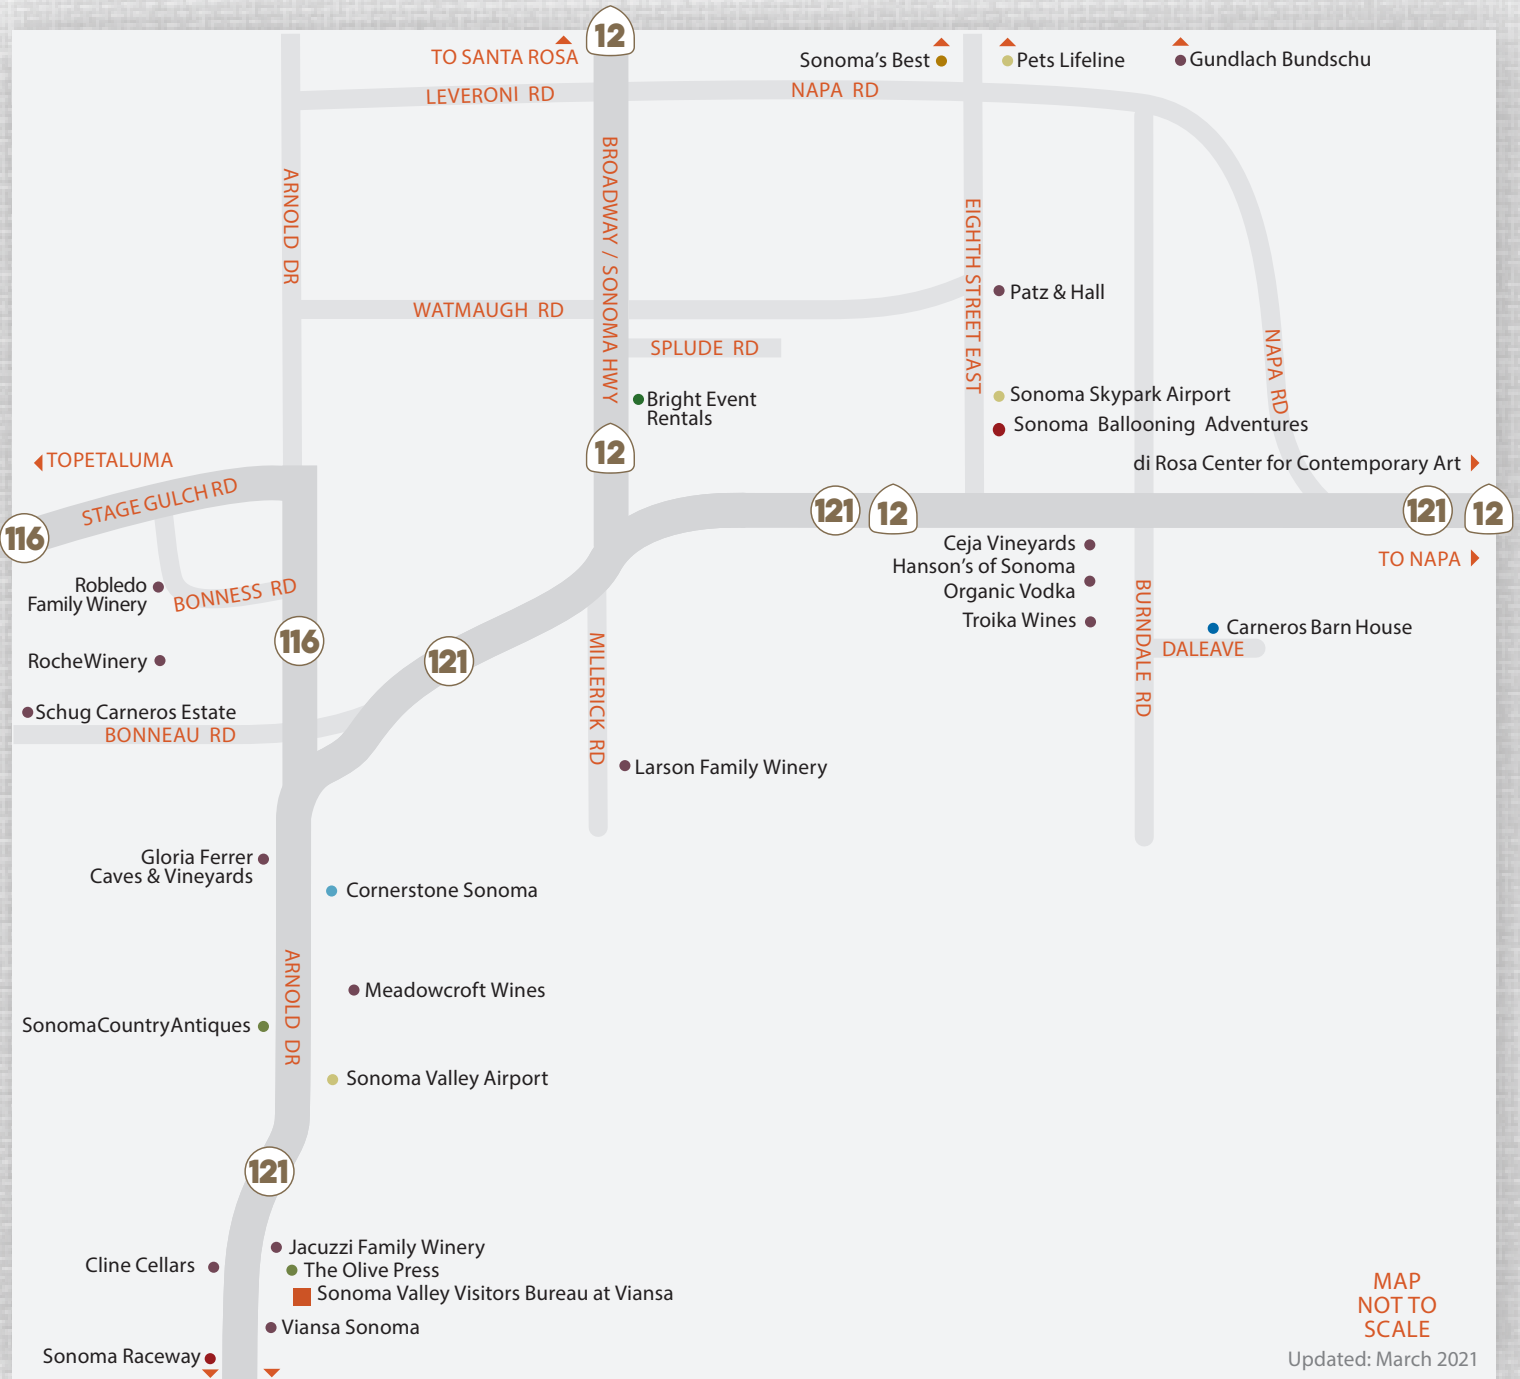 12
TO SANTA ROSA
Sonoma's Best
Pets Lifeline
Gundlach Bundschu
LEVERONI RD
NAPA RD
BROADWAY / SONOMA HWY
ARNOLD DR
EIGHTH STREET EAST
Patz & Hall
WATMAUGH RD
SPLUDE RD
NAPA RD
Bright Event
Rentals
Sonoma Skypark Airport
Sonoma Ballooning Adventures
12
TOPETALUMA
di Rosa Center for Contemporary Art
STAGE GULCH RD
121
12
121
12
116
Ceja Vineyards
TO NAPA
Hanson's of Sonoma
Organic Vodka
Robledo
Family Winery
BONNESS RD
Troika Wines
BURNDALE RD
Carneros Barn House
DALEAVE
116
121
MILLERICK RD
RocheWinery
Schug Carneros Estate
BONNEAU RD
Larson Family Winery
Gloria Ferrer
Caves & Vineyards
Cornerstone Sonoma
ARNOLD DR
Meadowcroft Wines
SonomaCountryAntiques
Sonoma Valley Airport
121
Jacuzzi Family Winery
Cline Cellars
The Olive Press
Sonoma Valley Visitors Bureau at Viansa
Viansa Sonoma
Sonoma Raceway
MAP
NOT TO
SCALE
Updated: March 2021